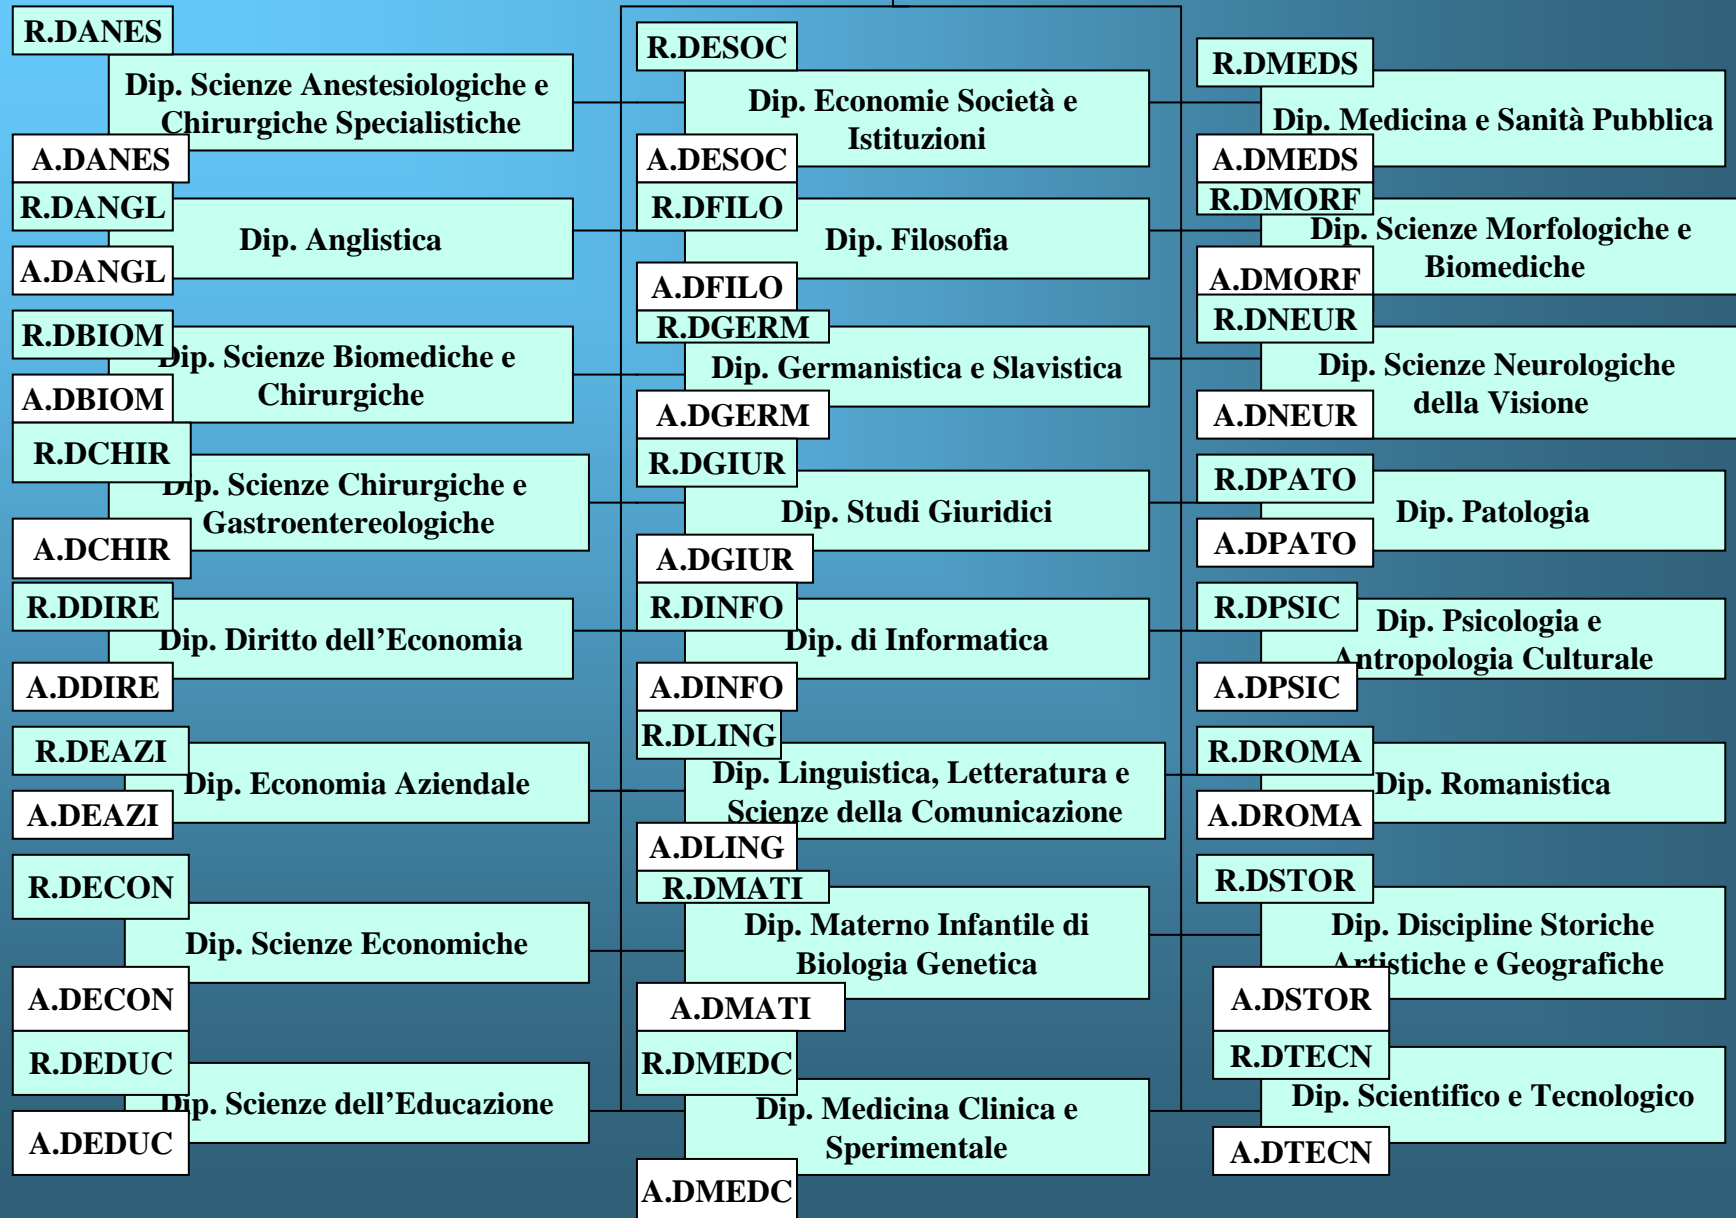 R.DANES
Dip. Scienze Anestesiologiche e
Chirurgiche Specialistiche
A.DANES
R.DANGL
Dip. Anglistica
A.DANGL
R.DBIOM
Dip. Scienze Biomediche e
Chirurgiche
A.DBIOM
R.DCHIR
Dip. Scienze Chirurgiche e
Gastroentereologiche
A.DCHIR
R.DDIRE
Dip. Diritto dell’Economia
A.DDIRE
R.DEAZI
Dip. Economia Aziendale
A.DEAZI
R.DECON
Dip. Scienze Economiche
A.DECON
R.DEDUC
Dip. Scienze dell’Educazione
A.DEDUC
R.DESOC
Dip. Economie Società e
Istituzioni
A.DESOC
R.DFILO
Dip. Filosofia
A.DFILO
R.DGERM
Dip. Germanistica e Slavistica
A.DGERM
R.DGIUR
Dip. Studi Giuridici
A.DGIUR
R.DINFO
Dip. di Informatica
A.DINFO
R.DLING
Dip. Linguistica, Letteratura e
Scienze della Comunicazione
A.DLING
R.DMATI
Dip. Materno Infantile di
Biologia Genetica
A.DMATI
R.DMEDC
Dip. Medicina Clinica e
Sperimentale
A.DMEDC
R.DMEDS
Dip. Medicina e Sanità Pubblica
A.DMEDS
R.DMORF
Dip. Scienze Morfologiche e
Biomediche
A.DMORF
R.DNEUR
Dip. Scienze Neurologiche
della Visione
A.DNEUR
R.DPATO
Dip. Patologia
A.DPATO
R.DPSIC
Dip. Psicologia e
Antropologia Culturale
A.DPSIC
R.DROMA
Dip. Romanistica
A.DROMA
R.DSTOR
Dip. Discipline Storiche
Artistiche e Geografiche
A.DSTOR
R.DTECN
Dip. Scientifico e Tecnologico
A.DTECN